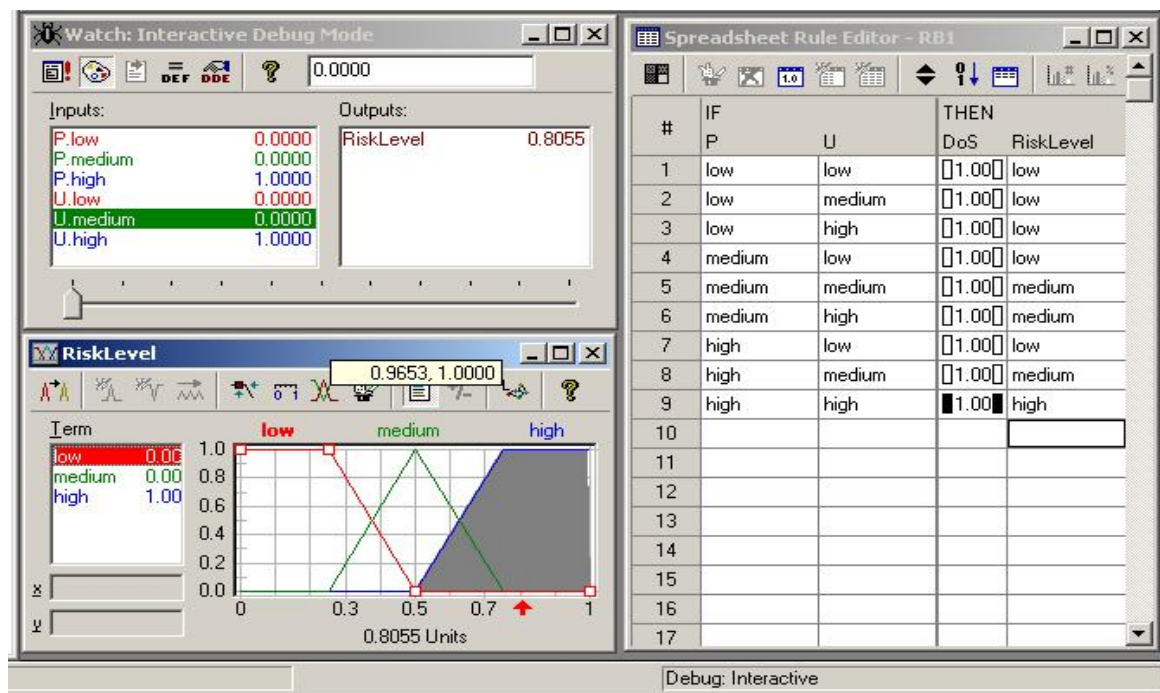 Watch: Interactive Debug Mode
DEF DDE ? 0.0000
Inputs:
Outputs:
P.low 0.0000
P.medium 0.0000
P.high 1.0000
U.low 0.0000
U.medium 0.0000
U.high 1.0000
RiskLevel 0.8055
RiskLevel
0.9653, 1.0000
?
Term
low 0.00
medium 0.00
high 1.00
x
y
low medium high
1.0
0.8
0.6
0.4
0.2
0.0
0 0.3 0.5 0.7 1
0.8055 Units
Spreadsheet Rule Editor - RB1
1.0
# IF THEN
P U DoS RiskLevel
1 low low 1.00 low
2 low medium 1.00 low
3 low high 1.00 low
4 medium low 1.00 low
5 medium medium 1.00 medium
6 medium high 1.00 medium
7 high low 1.00 low
8 high medium 1.00 medium
9 high high 1.00 high
10
11
12
13
14
15
16
17
Debug: Interactive